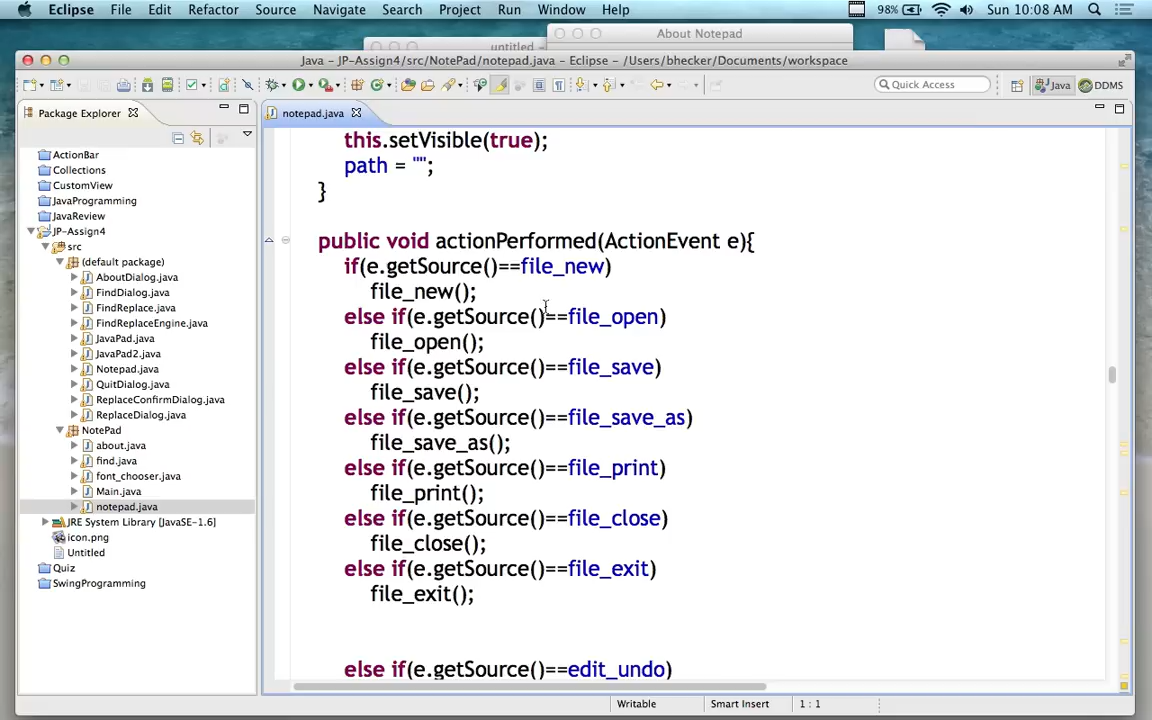 Eclipse File Edit Refactor Source Navigate Search Project Run Window Help 98% Sun 10:08 AM
About Notepad
untitled
Java – JP-Assign4/src/NotePad/notepad.java – Eclipse – /Users/bhecker/Documents/workspace
Quick Access Java DDMS
Package Explorer
notepad.java
ActionBar
Collections
CustomView
JavaProgramming
JavaReview
JP-Assign4
src
(default package)
AboutDialog.java
FindDialog.java
FindReplace.java
FindReplaceEngine.java
JavaPad.java
JavaPad2.java
Notepad.java
QuitDialog.java
ReplaceConfirmDialog.java
ReplaceDialog.java
NotePad
about.java
find.java
font_chooser.java
Main.java
notepad.java
JRE System Library [JavaSE-1.6]
icon.png
Untitled
Quiz
SwingProgramming
this.setVisible(true);
path = "";
}
public void actionPerformed(ActionEvent e){
if(e.getSource()==file_new)
file_new();
else if(e.getSource()==file_open)
file_open();
else if(e.getSource()==file_save)
file_save();
else if(e.getSource()==file_save_as)
file_save_as();
else if(e.getSource()==file_print)
file_print();
else if(e.getSource()==file_close)
file_close();
else if(e.getSource()==file_exit)
file_exit();
else if(e.getSource()==edit_undo)
Writable Smart Insert 1 : 1